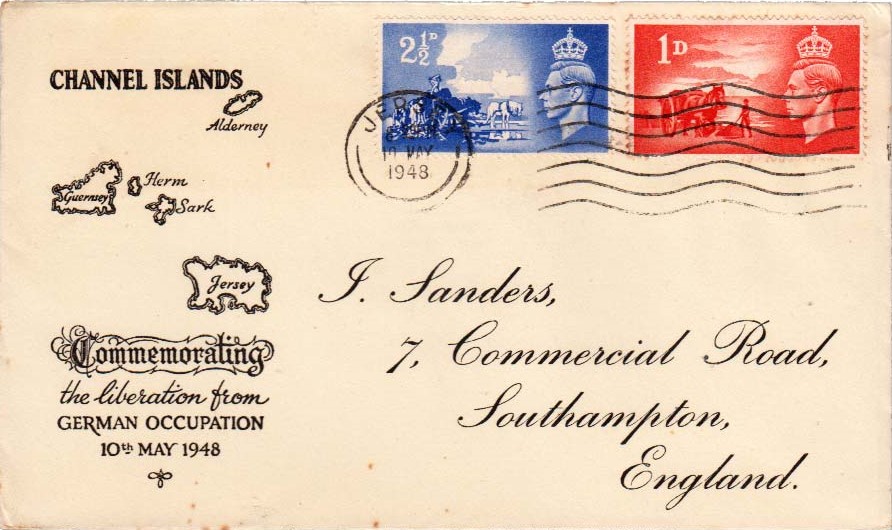 CHANNEL ISLANDS
Alderney
Herm
Guernsey
Sark
Jersey
Commemorating
the liberation from
GERMAN OCCUPATION
10th MAY 1948
2½D
1D
JERSEY
10 MAY
1948
J. Sanders,
7, Commercial Road,
Southampton,
England.